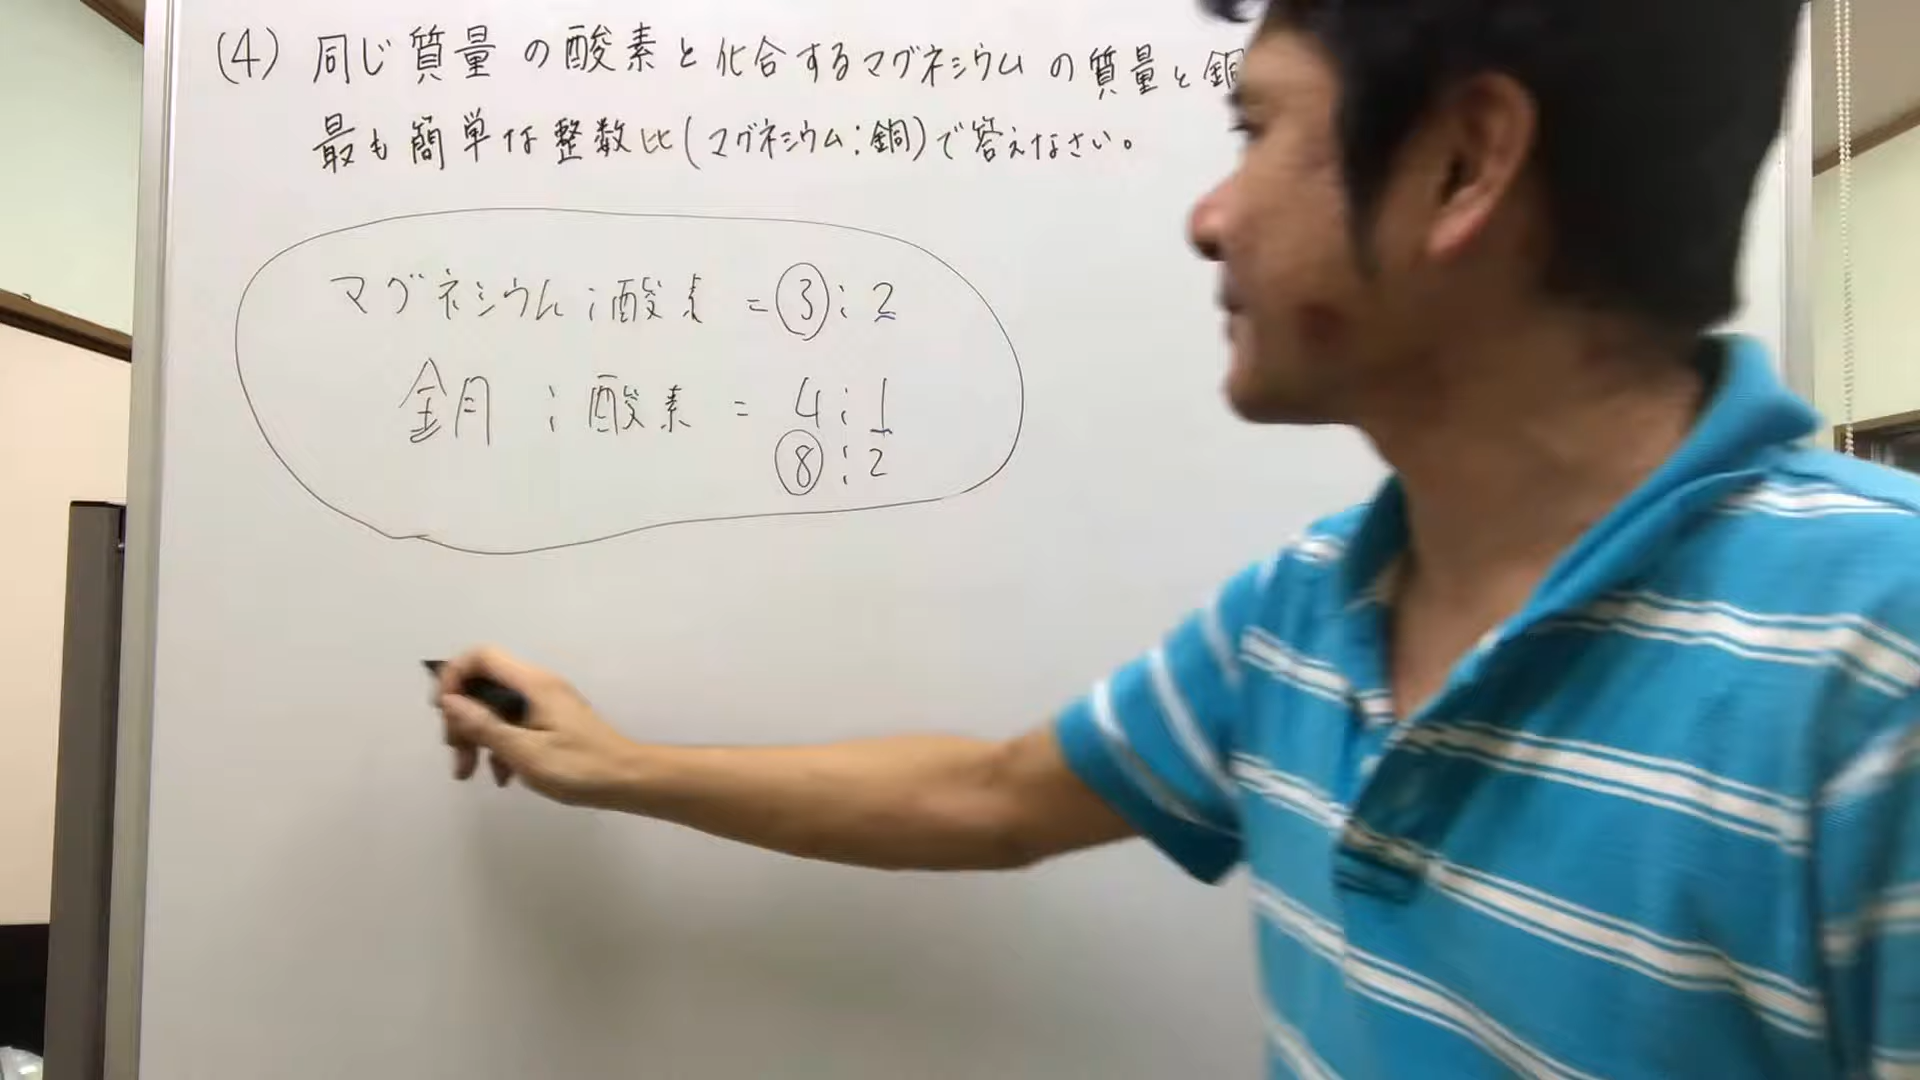 (4) 同じ質量の酸素と化合するマグネシウムの質量と銅
最も簡単な整数比(マグネシウム:銅)で答えなさい。
マグネシウム:酸素 = 3:2
銅:酸素 = 4:1
8:2